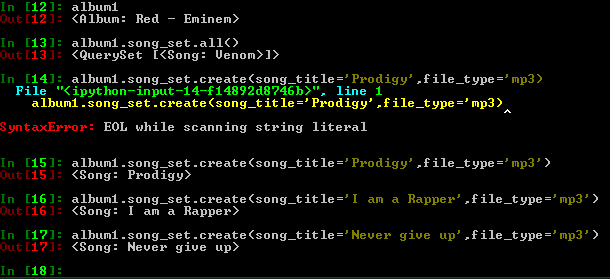 In [12]: album1
Out[12]: <Album: Red - Eminem>
In [13]: album1.song_set.all()
Out[13]: <QuerySet [<Song: Venom>]>
In [14]: album1.song_set.create(song_title='Prodigy',file_type='mp3)
File "<ipython-input-14-f14892d8746b>", line 1
album1.song_set.create(song_title='Prodigy',file_type='mp3)
^
SyntaxError: EOL while scanning string literal
In [15]: album1.song_set.create(song_title='Prodigy',file_type='mp3')
Out[15]: <Song: Prodigy>
In [16]: album1.song_set.create(song_title='I am a Rapper',file_type='mp3')
Out[16]: <Song: I am a Rapper>
In [17]: album1.song_set.create(song_title='Never give up',file_type='mp3')
Out[17]: <Song: Never give up>
In [18]: